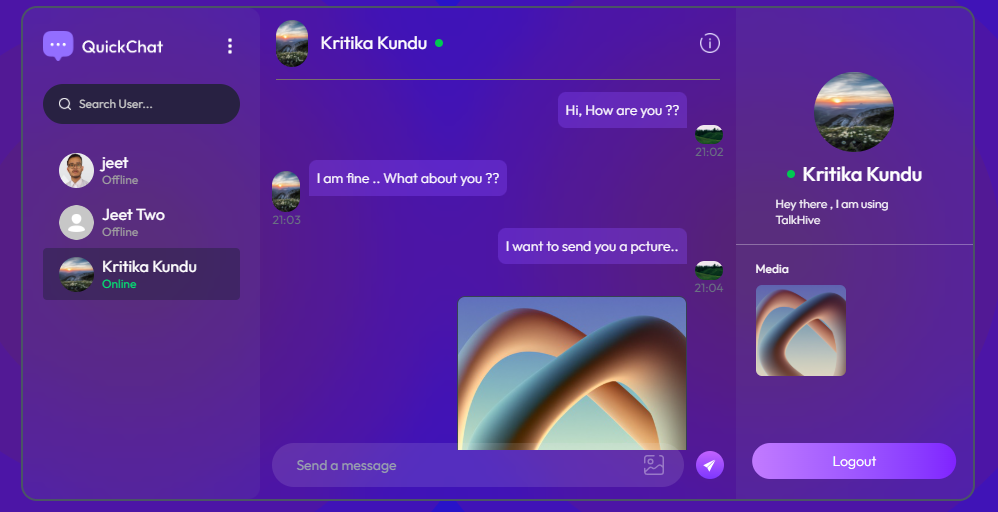 QuickChat
Search User...
jeet
Offline
Jeet Two
Offline
Kritika Kundu
Online
Kritika Kundu
Hi, How are you ??
21:02
I am fine .. What about you ??
21:03
I want to send you a pcture..
21:04
Send a message
Kritika Kundu
Hey there , I am using
TalkHive
Media
Logout